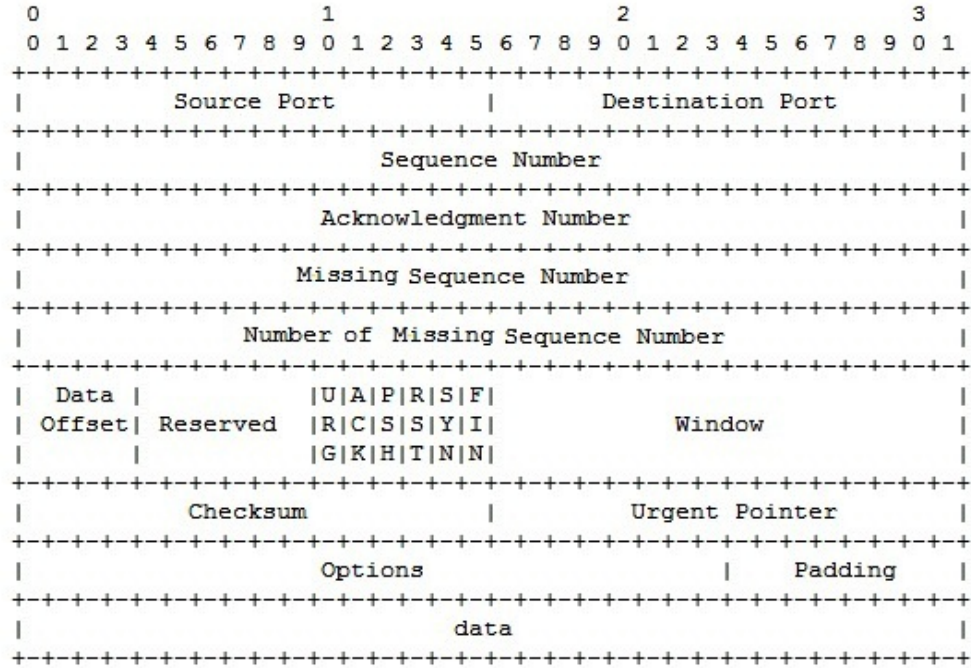 0 1 2 3
0 1 2 3 4 5 6 7 8 9 0 1 2 3 4 5 6 7 8 9 0 1 2 3 4 5 6 7 8 9 0 1
+-+-+-+-+-+-+-+-+-+-+-+-+-+-+-+-+-+-+-+-+-+-+-+-+-+-+-+-+-+-+-+-+
| Source Port | Destination Port |
+-+-+-+-+-+-+-+-+-+-+-+-+-+-+-+-+-+-+-+-+-+-+-+-+-+-+-+-+-+-+-+-+
| Sequence Number |
+-+-+-+-+-+-+-+-+-+-+-+-+-+-+-+-+-+-+-+-+-+-+-+-+-+-+-+-+-+-+-+-+
| Acknowledgment Number |
+-+-+-+-+-+-+-+-+-+-+-+-+-+-+-+-+-+-+-+-+-+-+-+-+-+-+-+-+-+-+-+-+
| Missing Sequence Number |
+-+-+-+-+-+-+-+-+-+-+-+-+-+-+-+-+-+-+-+-+-+-+-+-+-+-+-+-+-+-+-+-+
| Number of Missing Sequence Number |
+-+-+-+-+-+-+-+-+-+-+-+-+-+-+-+-+-+-+-+-+-+-+-+-+-+-+-+-+-+-+-+-+
| Data | |U|A|P|R|S|F| |
| Offset| Reserved |R|C|S|S|Y|I| Window |
| | |G|K|H|T|N|N| |
+-+-+-+-+-+-+-+-+-+-+-+-+-+-+-+-+-+-+-+-+-+-+-+-+-+-+-+-+-+-+-+-+
| Checksum | Urgent Pointer |
+-+-+-+-+-+-+-+-+-+-+-+-+-+-+-+-+-+-+-+-+-+-+-+-+-+-+-+-+-+-+-+-+
| Options | Padding |
+-+-+-+-+-+-+-+-+-+-+-+-+-+-+-+-+-+-+-+-+-+-+-+-+-+-+-+-+-+-+-+-+
| data |
+-+-+-+-+-+-+-+-+-+-+-+-+-+-+-+-+-+-+-+-+-+-+-+-+-+-+-+-+-+-+-+-+